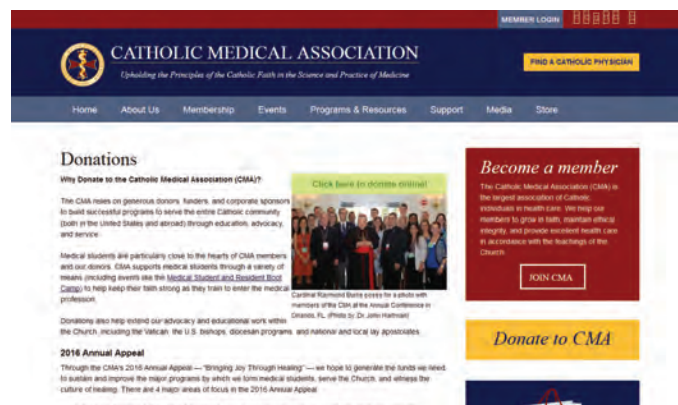 MEMBER LOGIN
CATHOLIC MEDICAL ASSOCIATION
Upholding the Principles of the Catholic Faith in the Science and Practice of Medicine
FIND A CATHOLIC PHYSICIAN
Home About Us Membership Events Programs & Resources Support Media Store
Donations
Why Donate to the Catholic Medical Association (CMA)?
The CMA relies on generous donors, funders, and corporate sponsors
to build successful programs to serve the entire Catholic community
(both in the United States and abroad) through education, advocacy,
and service.
Medical students are particularly close to the hearts of CMA members
and our donors. CMA supports medical students through a variety of
means (including events like the Medical Student and Resident Boot
Camp) to help keep their faith strong as they train to enter the medical
profession.
Donations also help extend our advocacy and educational work within
the Church, including the Vatican, the U.S. bishops, diocesan programs, and national and local lay apostolates.
Click here to donate online!
Cardinal Raymond Burke poses for a photo with
members of the CMA at the Annual Conference in
Orlando, FL. (Photo by: Dr. John Hartman)
2016 Annual Appeal
Through the CMA's 2016 Annual Appeal — "Bringing Joy Through Healing" — we hope to generate the funds we need
to sustain and improve the major programs by which we form medical students, serve the Church, and witness the
culture of healing. There are 4 major areas of focus in the 2016 Annual Appeal
Become a member
The Catholic Medical Association (CMA) is
the largest association of Catholic
individuals in health care. We help our
members to grow in faith, maintain ethical
integrity, and provide excellent health care
in accordance with the teachings of the
Church.
JOIN CMA
Donate to CMA